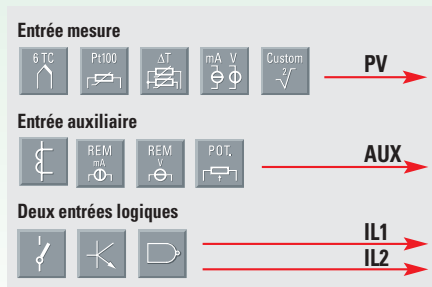 Entrée mesure
6 TC Pt100 ΔT mA V Custom
2√
PV
Entrée auxiliaire
REM mA REM V POT.
AUX
Deux entrées logiques
IL1
IL2